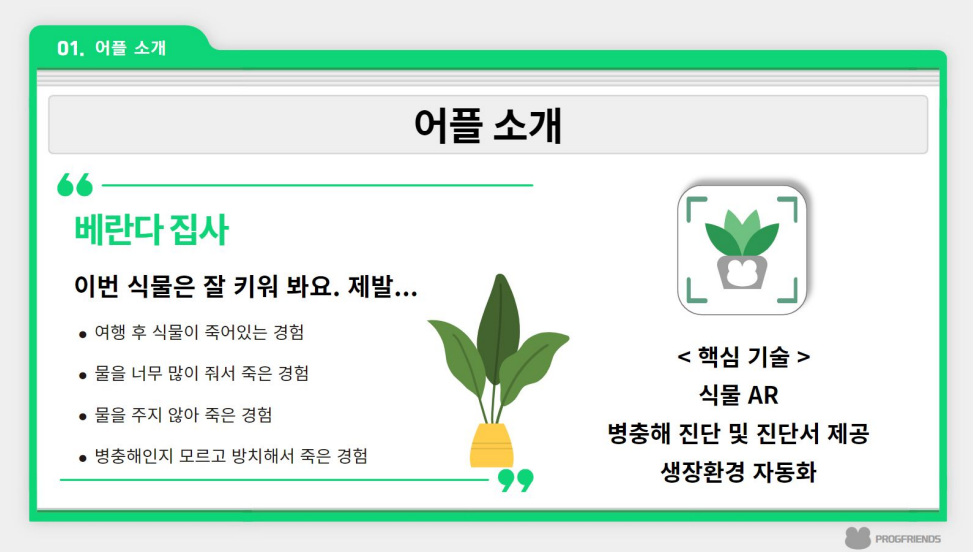 01. 어플 소개
어플 소개
베란다 집사
이번 식물은 잘 키워 봐요. 제발...
● 여행 후 식물이 죽어있는 경험
● 물을 너무 많이 줘서 죽은 경험
● 물을 주지 않아 죽은 경험
● 병충해인지 모르고 방치해서 죽은 경험
< 핵심 기술 >
식물 AR
병충해 진단 및 진단서 제공
생장환경 자동화
PROGFRIENDS